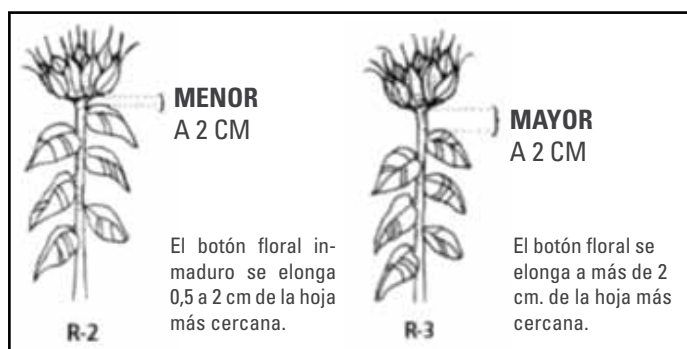 MENOR
A 2 CM
El botón floral in-
maduro se elonga
0,5 a 2 cm de la hoja
más cercana.
R-2
MAYOR
A 2 CM
El botón floral se
elonga a más de 2
cm. de la hoja más
cercana.
R-3